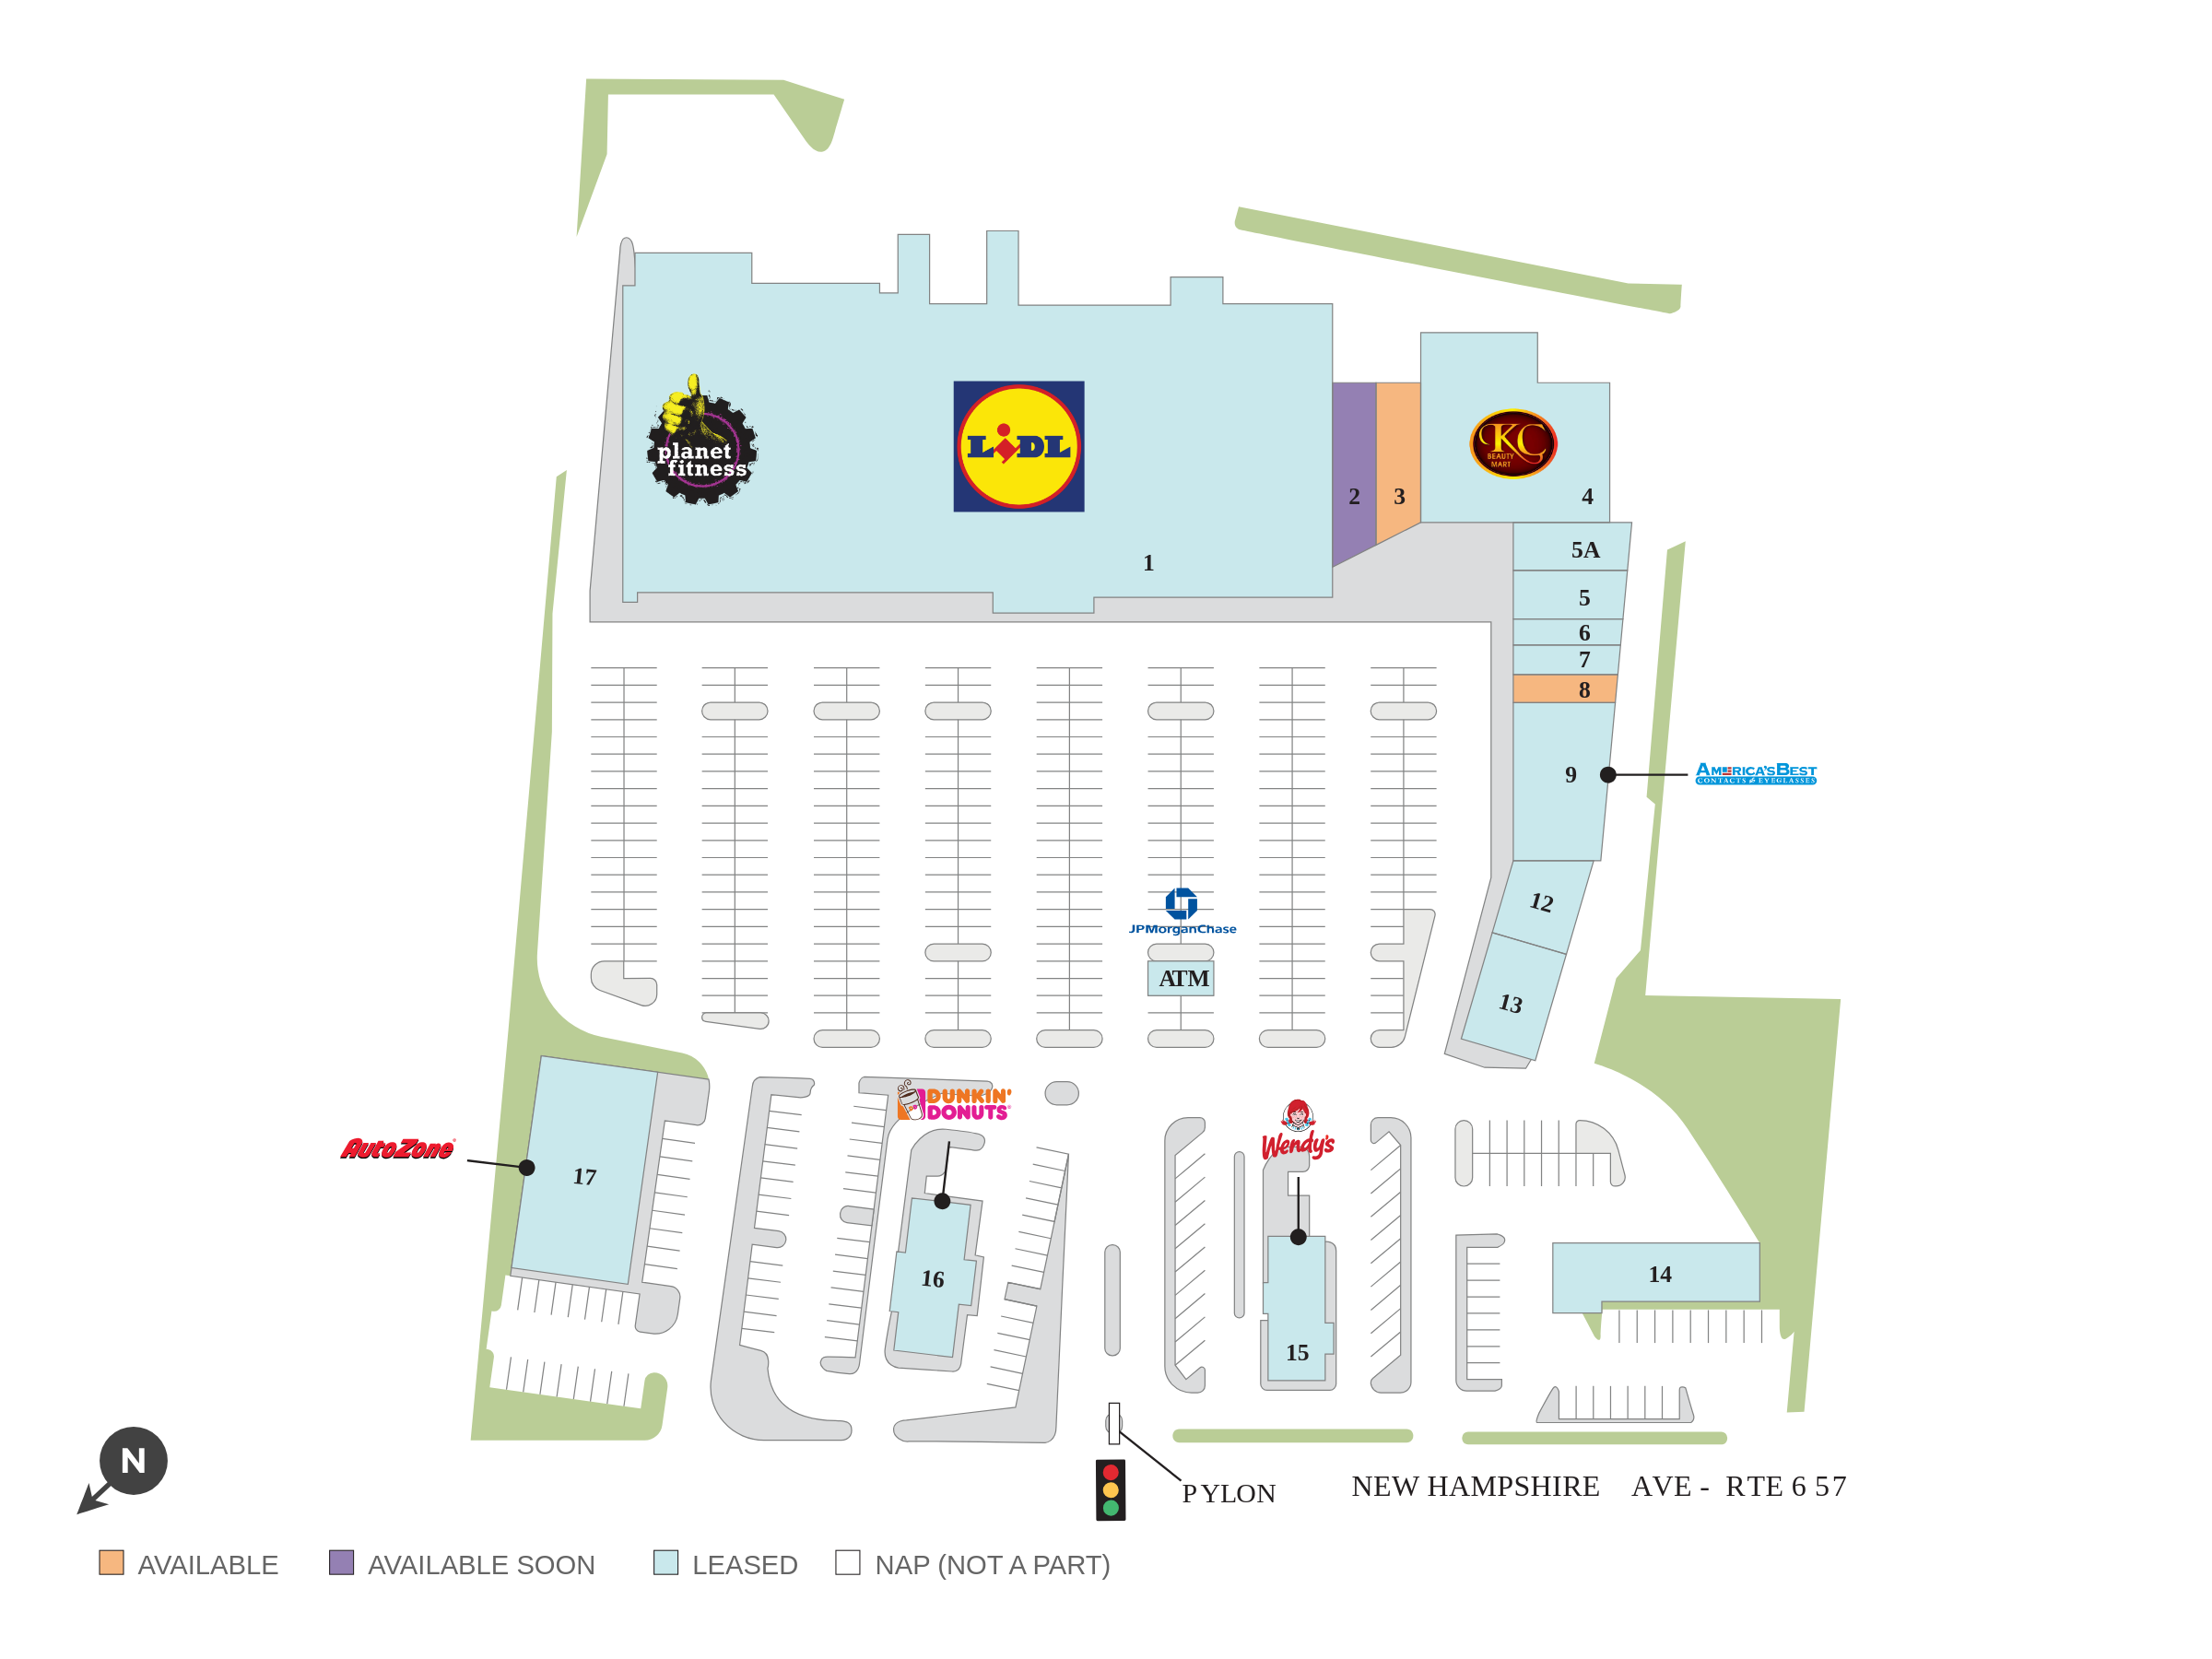 planet
fitness
LIDL
KC
BEAUTY
MART
2
3
4
1
5A
5
6
7
8
9
AMERICA'S BEST
CONTACTS & EYEGLASSES
12
JPMorganChase
ATM
13
DUNKIN'
DONUTS
Wendy's
AutoZone
17
16
14
15
N
PYLON
NEW HAMPSHIRE AVE - RTE 6 57
AVAILABLE
AVAILABLE SOON
LEASED
NAP (NOT A PART)